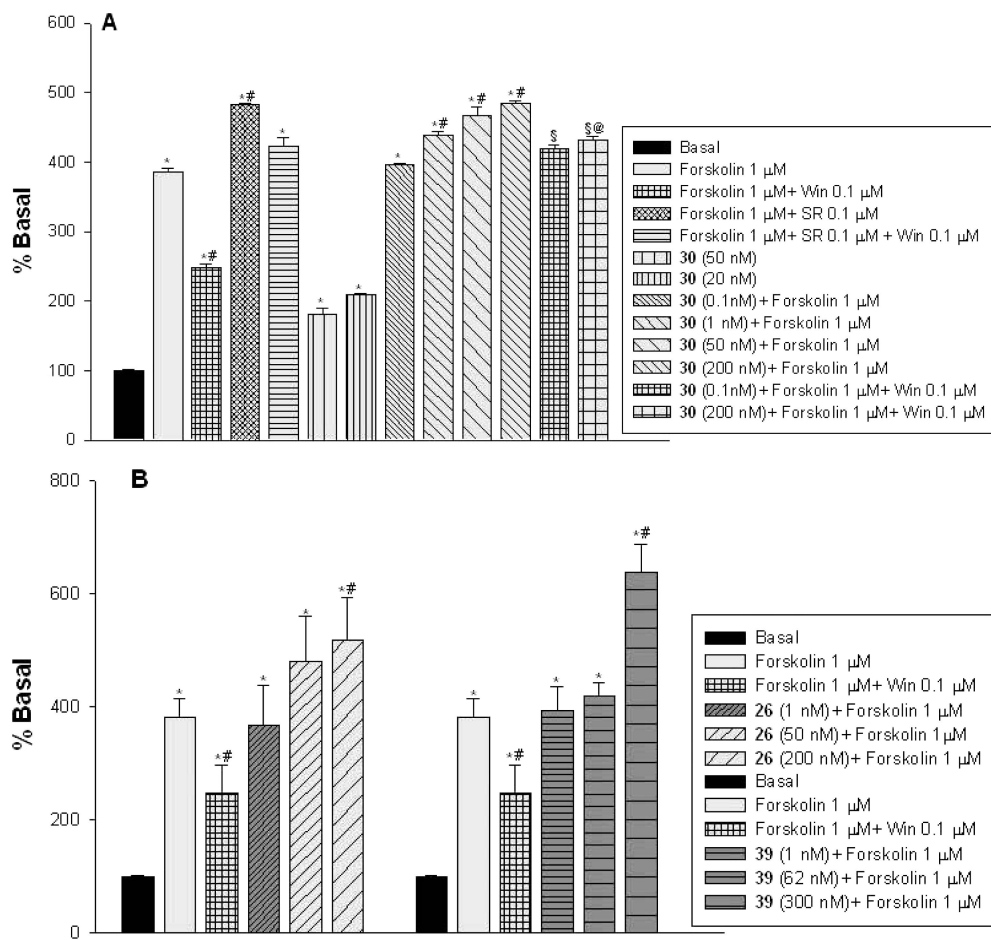 A
600
500
400
300
200
100
0
% Basal
*
*#
*#
*
*
*
*
*#
*#
*#
§
§@
Basal
Forskolin 1 µM
Forskolin 1 µM+ Win 0.1 µM
Forskolin 1 µM+ SR 0.1 µM
Forskolin 1 µM+ SR 0.1 µM + Win 0.1 µM
30 (50 nM)
30 (20 nM)
30 (0.1nM) + Forskolin 1 µM
30 (1 nM) + Forskolin 1 µM
30 (50 nM) + Forskolin 1 µM
30 (200 nM) + Forskolin 1 µM
30 (0.1nM) + Forskolin 1 µM+ Win 0.1 µM
30 (200 nM) + Forskolin 1 µM+ Win 0.1 µM
B
800
600
400
200
0
% Basal
*
*#
*
*
*#
*
*#
*
*
*#
Basal
Forskolin 1 µM
Forskolin 1 µM+ Win 0.1 µM
26 (1 nM) + Forskolin 1 µM
26 (50 nM) + Forskolin 1 µM
26 (200 nM) + Forskolin 1 µM
Basal
Forskolin 1 µM
Forskolin 1 µM+ Win 0.1 µM
39 (1 nM) + Forskolin 1 µM
39 (62 nM) + Forskolin 1 µM
39 (300 nM) + Forskolin 1 µM